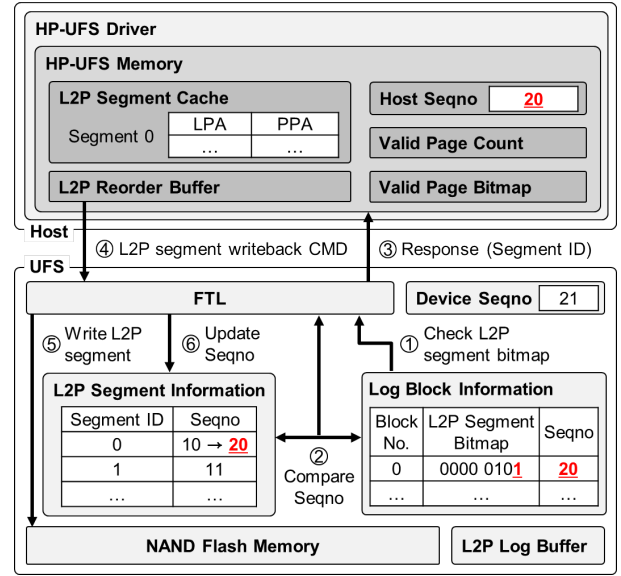 HP-UFS Driver
HP-UFS Memory
L2P Segment Cache
Segment 0
LPA PPA
… …
Host Seqno 20
Valid Page Count
L2P Reorder Buffer
Valid Page Bitmap
Host
④ L2P segment writeback CMD
③ Response (Segment ID)
UFS
FTL
Device Seqno 21
⑤ Write L2P
segment
⑥ Update
Seqno
① Check L2P
segment bitmap
L2P Segment Information
Segment ID Seqno
0 10 → 20
1 11
… …
②
Compare
Seqno
Log Block Information
Block
No.
L2P Segment
Bitmap
Seqno
0 0000 0101 20
… … …
NAND Flash Memory
L2P Log Buffer